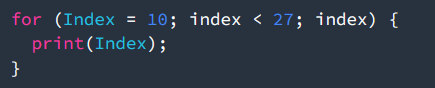 for (Index = 10; index < 27; index) {
  print(Index);
}